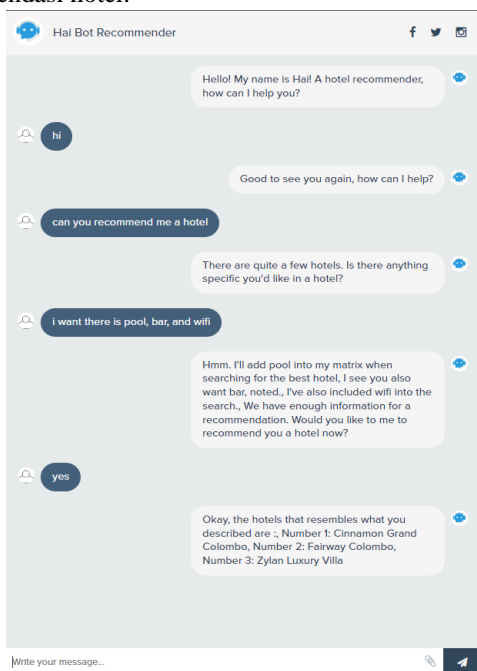 endasi hotel.
Hai Bot Recommender
Hello! My name is Hal! A hotel recommender,
how can I help you?
hi
Good to see you again, how can I help?
can you recommend me a hotel
There are quite a few hotels. Is there anything
specific you'd like in a hotel?
i want there is pool, bar, and wifi
Hmm. I'll add pool into my matrix when
searching for the best hotel, I see you also
want bar, noted., I've also included wifi into the
search., We have enough information for a
recommendation. Would you like to me to
recommend you a hotel now?
yes
Okay, the hotels that resembles what you
described are :, Number 1: Cinnamon Grand
Colombo, Number 2: Fairway Colombo,
Number 3: Zylan Luxury Villa
Write your message...